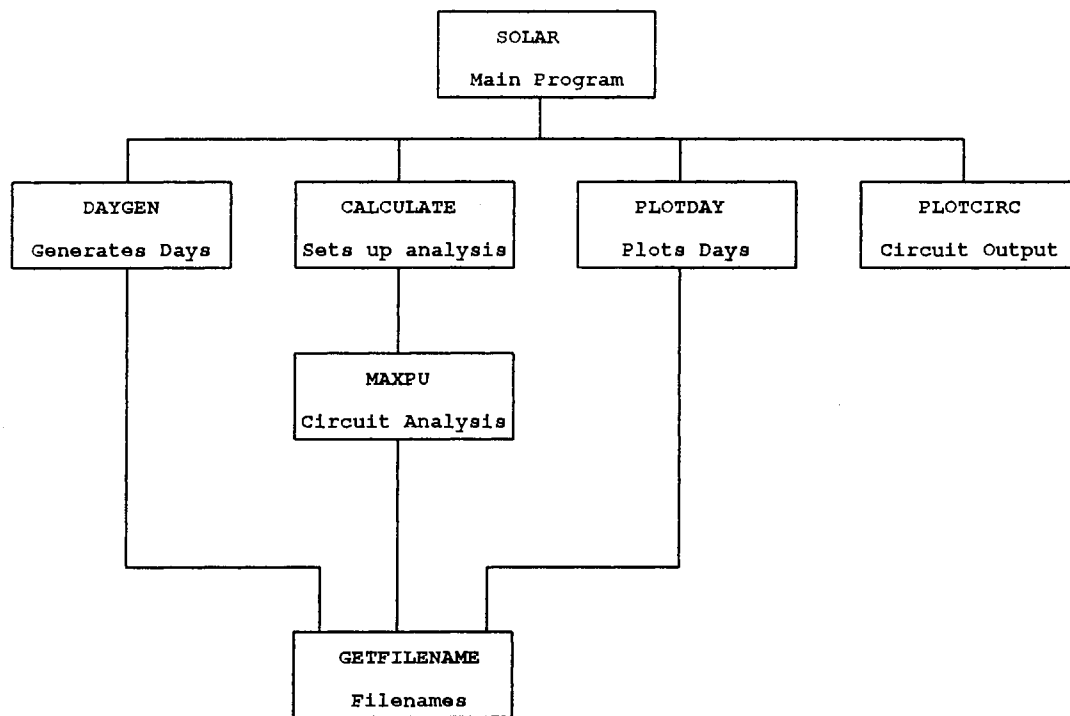 SOLAR
Main Program
DAYGEN
Generates Days
CALCULATE
Sets up analysis
PLOTDAY
Plots Days
PLOTCIRC
Circuit Output
MAXPU
Circuit Analysis
GETFILENAME
Filenames